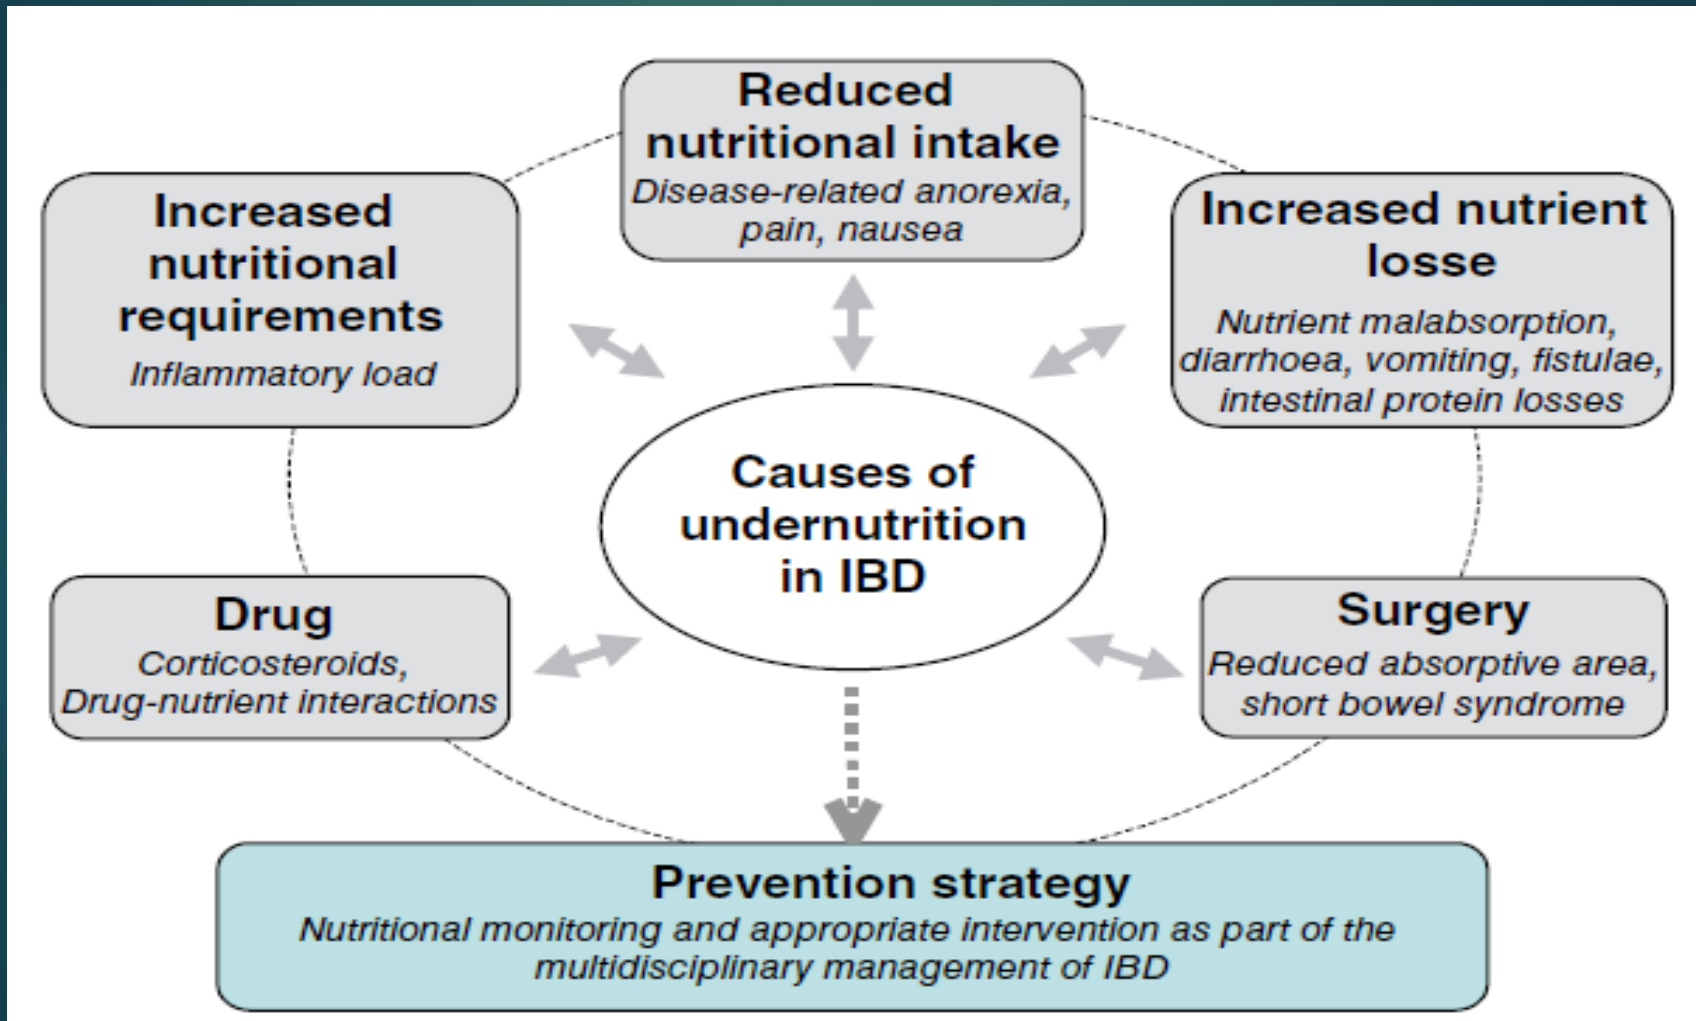 Reduced
nutritional intake
Disease-related anorexia,
pain, nausea
Increased
nutritional
requirements
Inflammatory load
Increased nutrient
losse
Nutrient malabsorption,
diarrhoea, vomiting, fistulae,
intestinal protein losses
Causes of
undernutrition
in IBD
Drug
Corticosteroids,
Drug-nutrient interactions
Surgery
Reduced absorptive area,
short bowel syndrome
Prevention strategy
Nutritional monitoring and appropriate intervention as part of the
multidisciplinary management of IBD